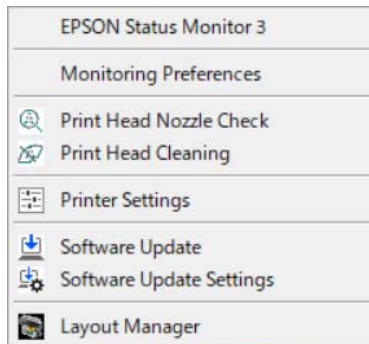 EPSON Status Monitor 3
Monitoring Preferences
Print Head Nozzle Check
Print Head Cleaning
Printer Settings
Software Update
Software Update Settings
Layout Manager